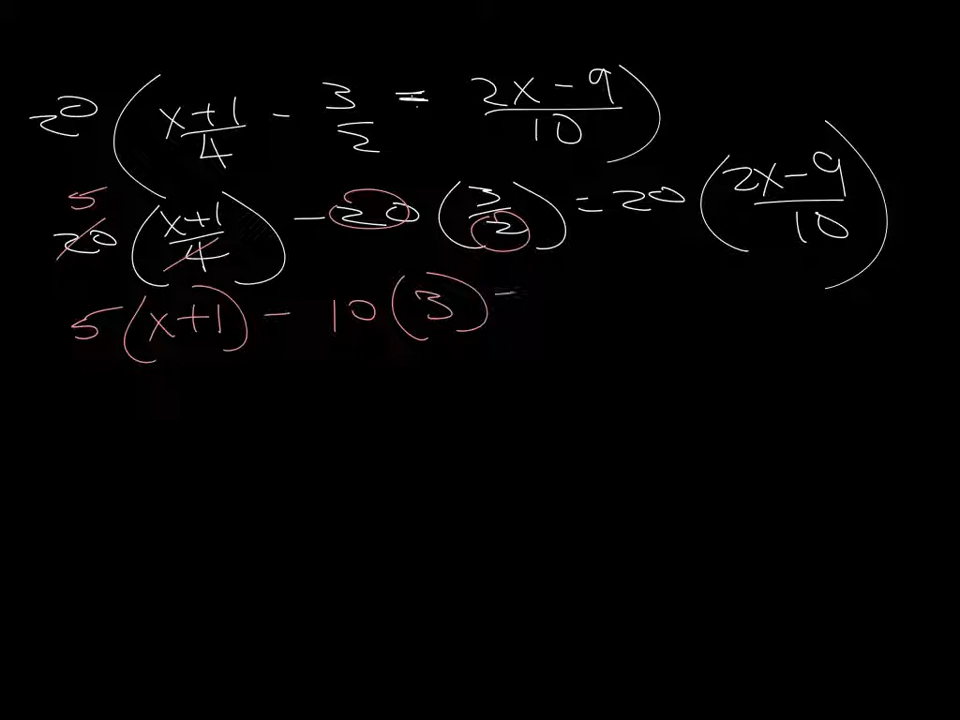 20 ( (x+1)/4 - 3/2 = (2x-9)/10 )
5
20 ( (x+1)/4 ) - 20 ( 3/2 ) = 20 ( (2x-9)/10 )
5 (x+1) - 10 (3) =